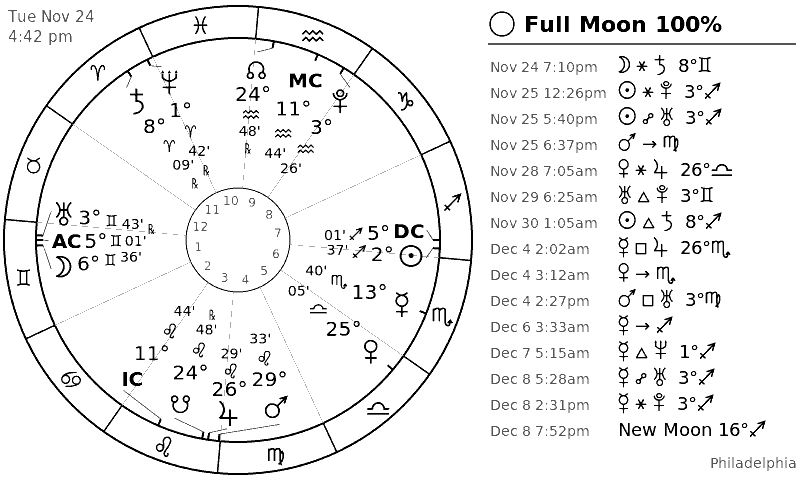 Tue Nov 24
4:42 pm
Full Moon 100%
Nov 24 7:10pm ☽ ⚹ ♄ 8°♊
Nov 25 12:26pm ☉ ⚹ ♇ 3°♐
Nov 25 5:40pm ☉ ☍ ♅ 3°♐
Nov 25 6:37pm ♂ → ♍
Nov 28 7:05am ♀ ⚹ ♃ 26°♎
Nov 29 6:25am ♅ △ ♇ 3°♊
Nov 30 1:05am ☉ △ ♄ 8°♐
Dec 4 2:02am ☿ □ ♃ 26°♏
Dec 4 3:12am ♀ → ♏
Dec 4 2:27pm ♂ □ ♅ 3°♍
Dec 6 3:33am ☿ → ♐
Dec 7 5:15am ☿ △ ♆ 1°♐
Dec 8 5:28am ☿ ☍ ♅ 3°♐
Dec 8 2:31pm ☿ ⚹ ♇ 3°♐
Dec 8 7:52pm New Moon 16°♐
Philadelphia
♓
♒
♑
♐
♏
♎
♍
♌
♋
♊
♉
♈
♄ 8° ♈ 09' ℞
♆ 1° ♈ 42' ℞
☊ 24° ♒ 48' ℞
MC 11° ♒ 44'
♇ 3° ♒ 26'
♅ 3° ♊ 43' ℞
AC 5° ♊ 01'
☽ 6° ♊ 36'
01' ♐ 5° DC
37' ♐ 2° ☉
40' ♏ 13° ☿
05' ♎ 25° ♀
44' ♌ 11° IC
℞ 48' ♌ 24° ☋
29' ♌ 26° ♃
33' ♌ 29° ♂
1
2
3
4
5
6
7
8
9
10
11
12